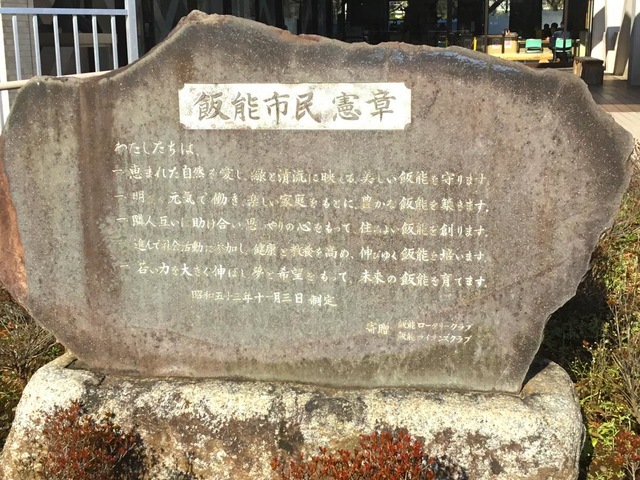 飯能市民憲章
わたしたちは
一 恵まれた自然を愛し、緑と清流に映える、美しい飯能を守ります。
一 明 元気で働き、楽しい家庭をもとに、豊かな飯能を築きます。
一 隣人互いに助け合い思いやりの心をもって、住みよい飯能を創ります。
一 進んで社会活動に参加し、健康と教養を高め、伸びゆく飯能を培います。
一 若い力を大きく伸ばし夢と希望をもって、未来の飯能を育てます。
昭和五十三年十一月三日 制定
寄贈 飯能ロータリークラブ
飯能ライオンズクラブ